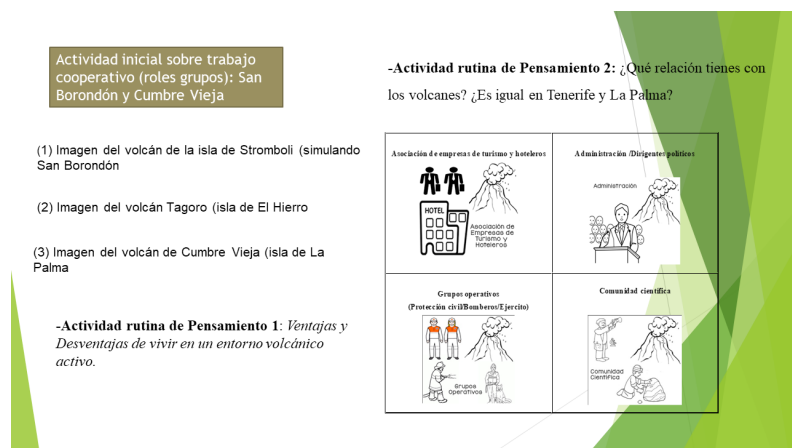 Actividad inicial sobre trabajo
cooperativo (roles grupos): San
Borondón y Cumbre Vieja
(1) Imagen del volcán de la isla de Stromboli (simulando
San Borondón
(2) Imagen del volcán Tagoro (isla de El Hierro
(3) Imagen del volcán de Cumbre Vieja (isla de La
Palma
-Actividad rutina de Pensamiento 1: Ventajas y
Desventajas de vivir en un entorno volcánico
activo.
-Actividad rutina de Pensamiento 2: ¿Qué relación tienes con
los volcanes? ¿Es igual en Tenerife y La Palma?
Asociación de empresas de turismo y hoteleros
HOTEL
Asociación de
Empresas de
Turismo y
Hoteleros
Administración /Dirigentes políticos
Administración
Grupos operativos
(Protección civil/Bomberos/Ejercito)
Grupos
Operativos
Comunidad científica
Comunidad
Científica